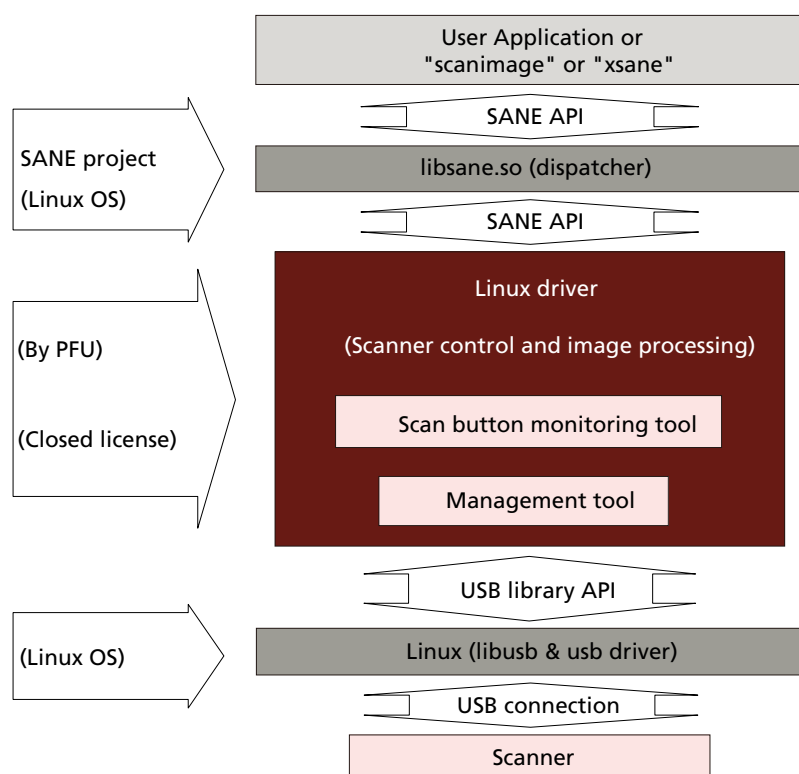 User Application or
"scanimage" or "xsane"
SANE API
SANE project
(Linux OS)
libsane.so (dispatcher)
SANE API
Linux driver
(Scanner control and image processing)
(By PFU)
(Closed license)
Scan button monitoring tool
Management tool
USB library API
(Linux OS)
Linux (libusb & usb driver)
USB connection
Scanner